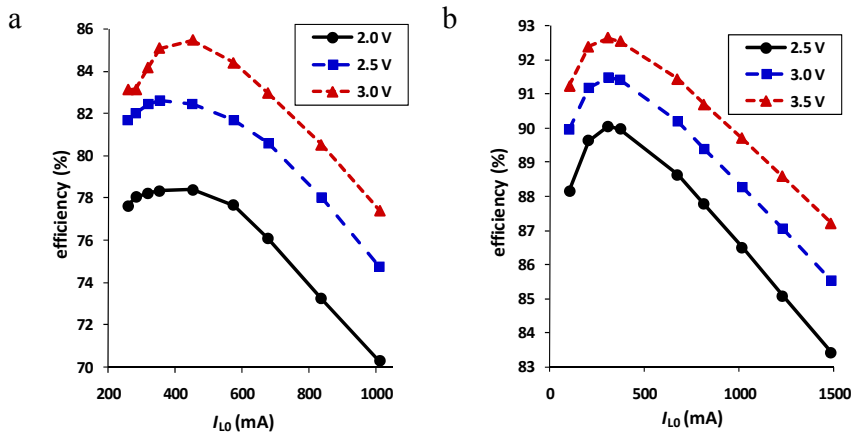 a
efficiency (%)
86
84
82
80
78
76
74
72
70
200
400
600
800
1000
I_L0 (mA)
2.0 V
2.5 V
3.0 V
b
efficiency (%)
93
92
91
90
89
88
87
86
85
84
83
0
500
1000
1500
I_L0 (mA)
2.5 V
3.0 V
3.5 V